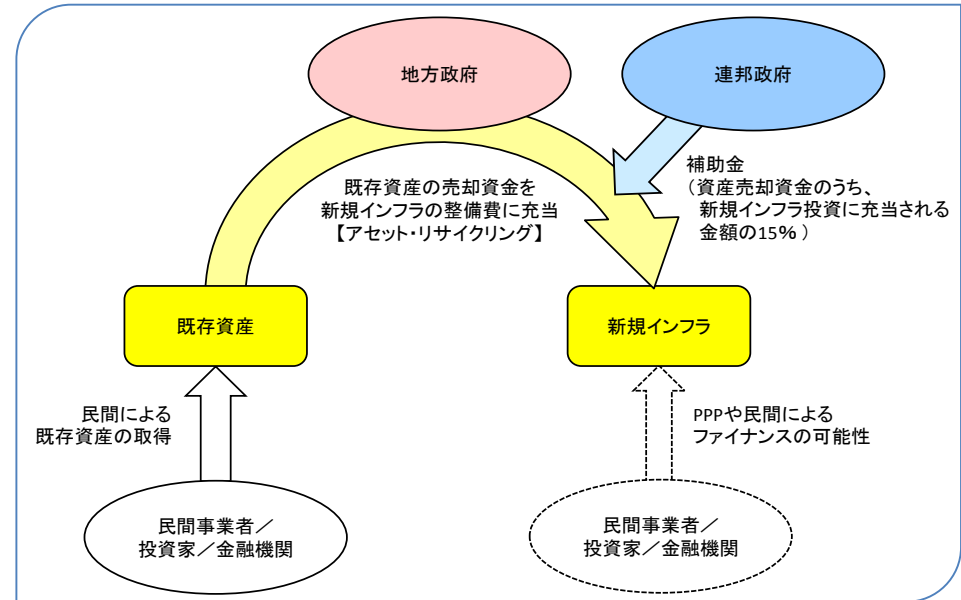 地方政府
連邦政府
補助金
(資産売却資金のうち、
新規インフラ投資に充当される
金額の15% )
既存資産の売却資金を
新規インフラの整備費に充当
【アセット・リサイクリング】
既存資産
新規インフラ
民間による
既存資産の取得
PPPや民間による
ファイナンスの可能性
民間事業者／
投資家／金融機関
民間事業者／
投資家／金融機関